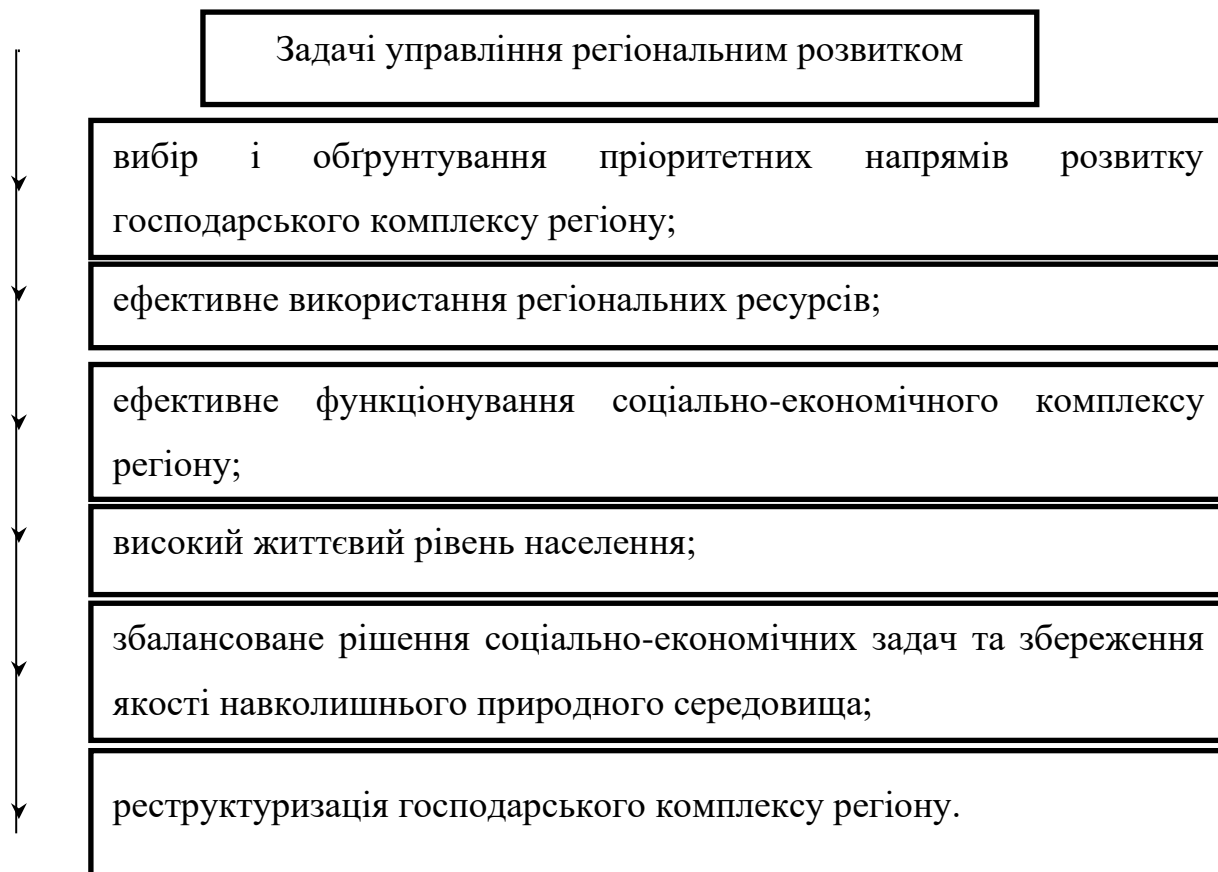 Задачі управління регіональним розвитком
вибір і обґрунтування пріоритетних напрямів розвитку
господарського комплексу регіону;
ефективне використання регіональних ресурсів;
ефективне функціонування соціально-економічного комплексу
регіону;
високий життєвий рівень населення;
збалансоване рішення соціально-економічних задач та збереження
якості навколишнього природного середовища;
реструктуризація господарського комплексу регіону.